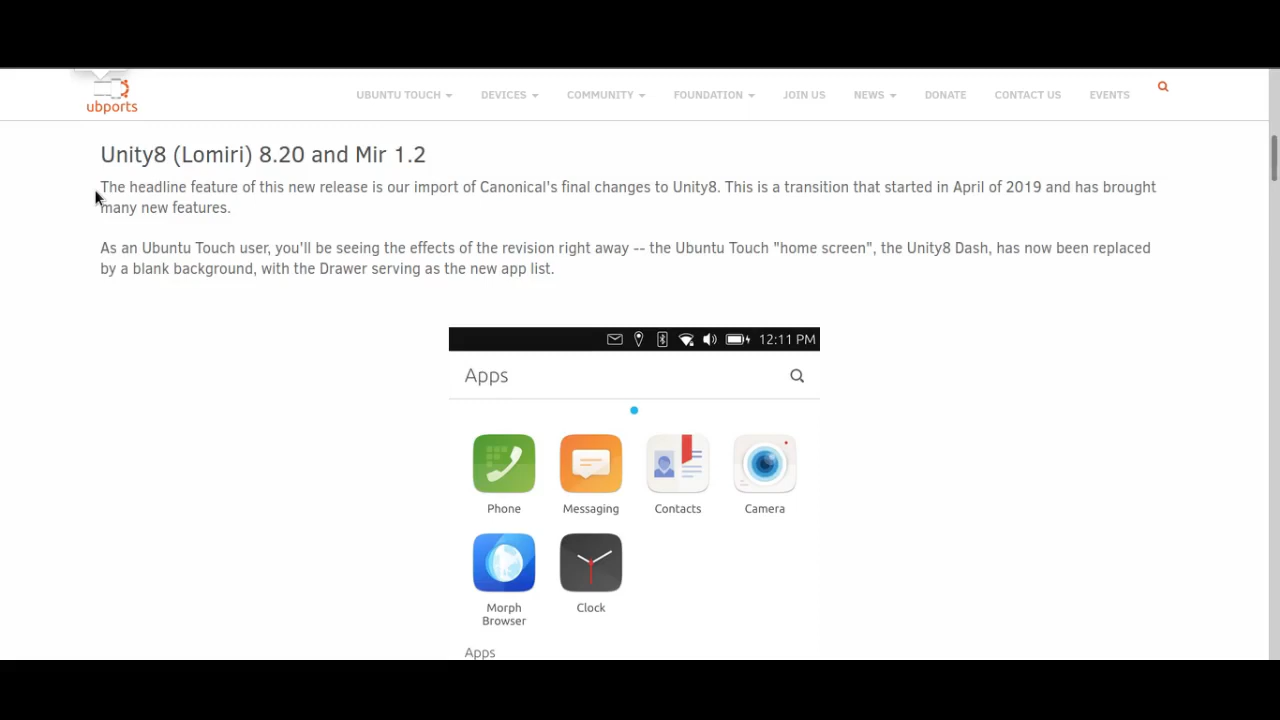 ubports
UBUNTU TOUCH DEVICES COMMUNITY FOUNDATION JOIN US NEWS DONATE CONTACT US EVENTS
Unity8 (Lomiri) 8.20 and Mir 1.2
The headline feature of this new release is our import of Canonical's final changes to Unity8. This is a transition that started in April of 2019 and has brought
many new features.
As an Ubuntu Touch user, you'll be seeing the effects of the revision right away -- the Ubuntu Touch "home screen", the Unity8 Dash, has now been replaced
by a blank background, with the Drawer serving as the new app list.
12:11 PM
Apps
Phone Messaging Contacts Camera
Morph Clock
Browser
Apps